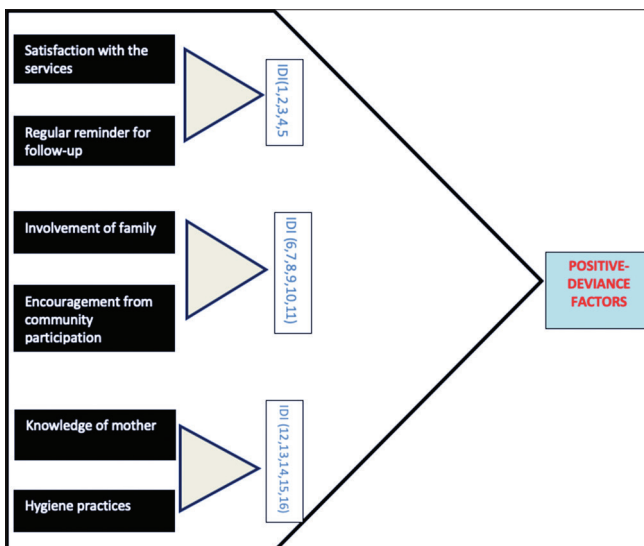 Satisfaction with the
services
Regular reminder for
follow-up
IDI(1,2,3,4,5
Involvement of family
Encouragement from
community
participation
IDI (6,7,8,9,10,11)
Knowledge of mother
Hygiene practices
IDI (12,13,14,15,16)
POSITIVE-
DEVIANCE
FACTORS